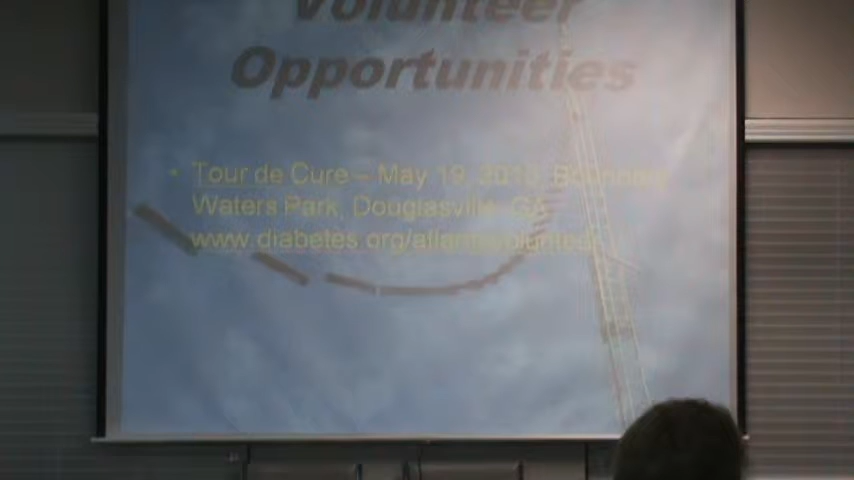 Volunteer
Opportunities
• Tour de Cure – May 19,
Waters Park, Douglasville, GA
www.diabetes.org/atlantavolunteer